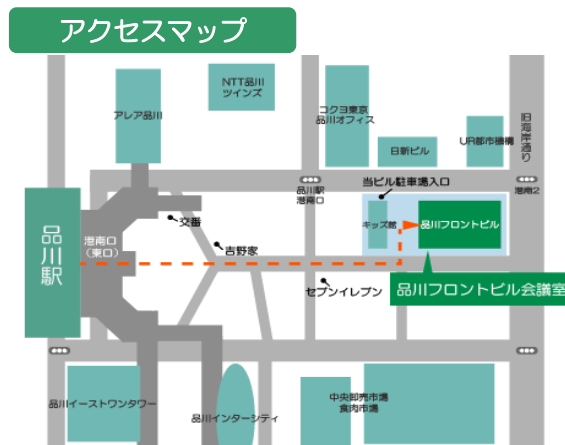 アクセスマップ
NTT品川
ツインズ
アレア品川
コクヨ東京
品川オフィス
日新ビル
UR都市機構
旧海岸通り
品川駅
港南口
当ビル駐車場入口
港南2
交番
キッズ館
品川フロントビル
品川駅
港南口
(東口)
吉野家
セブンイレブン
品川フロントビル会議室
品川イーストワンタワー
品川インターシティ
中央卸売市場
食肉市場